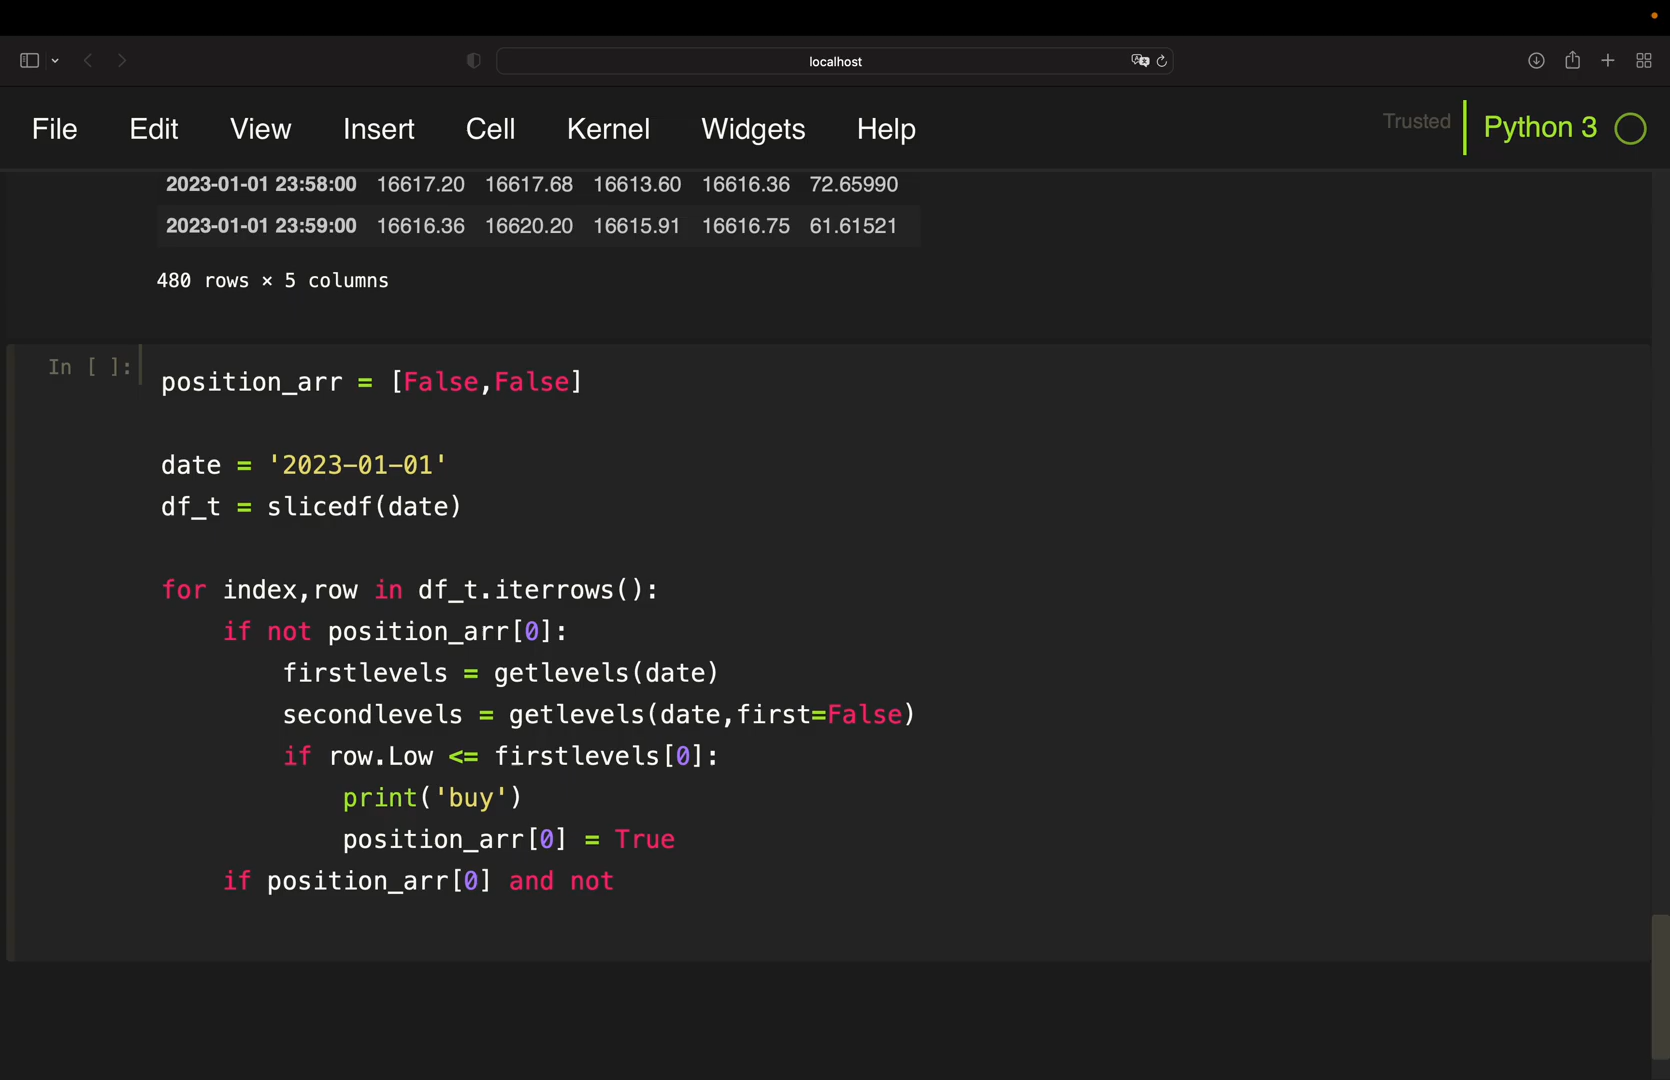 localhost
File Edit View Insert Cell Kernel Widgets Help Trusted Python 3
2023-01-01 23:58:00 16617.20 16617.68 16613.60 16616.36 72.65990
2023-01-01 23:59:00 16616.36 16620.20 16615.91 16616.75 61.61521
480 rows × 5 columns
In [ ]:
position_arr = [False,False]
date = '2023-01-01'
df_t = slicedf(date)
for index,row in df_t.iterrows():
    if not position_arr[0]:
        firstlevels = getlevels(date)
        secondlevels = getlevels(date,first=False)
        if row.Low <= firstlevels[0]:
            print('buy')
            position_arr[0] = True
    if position_arr[0] and not